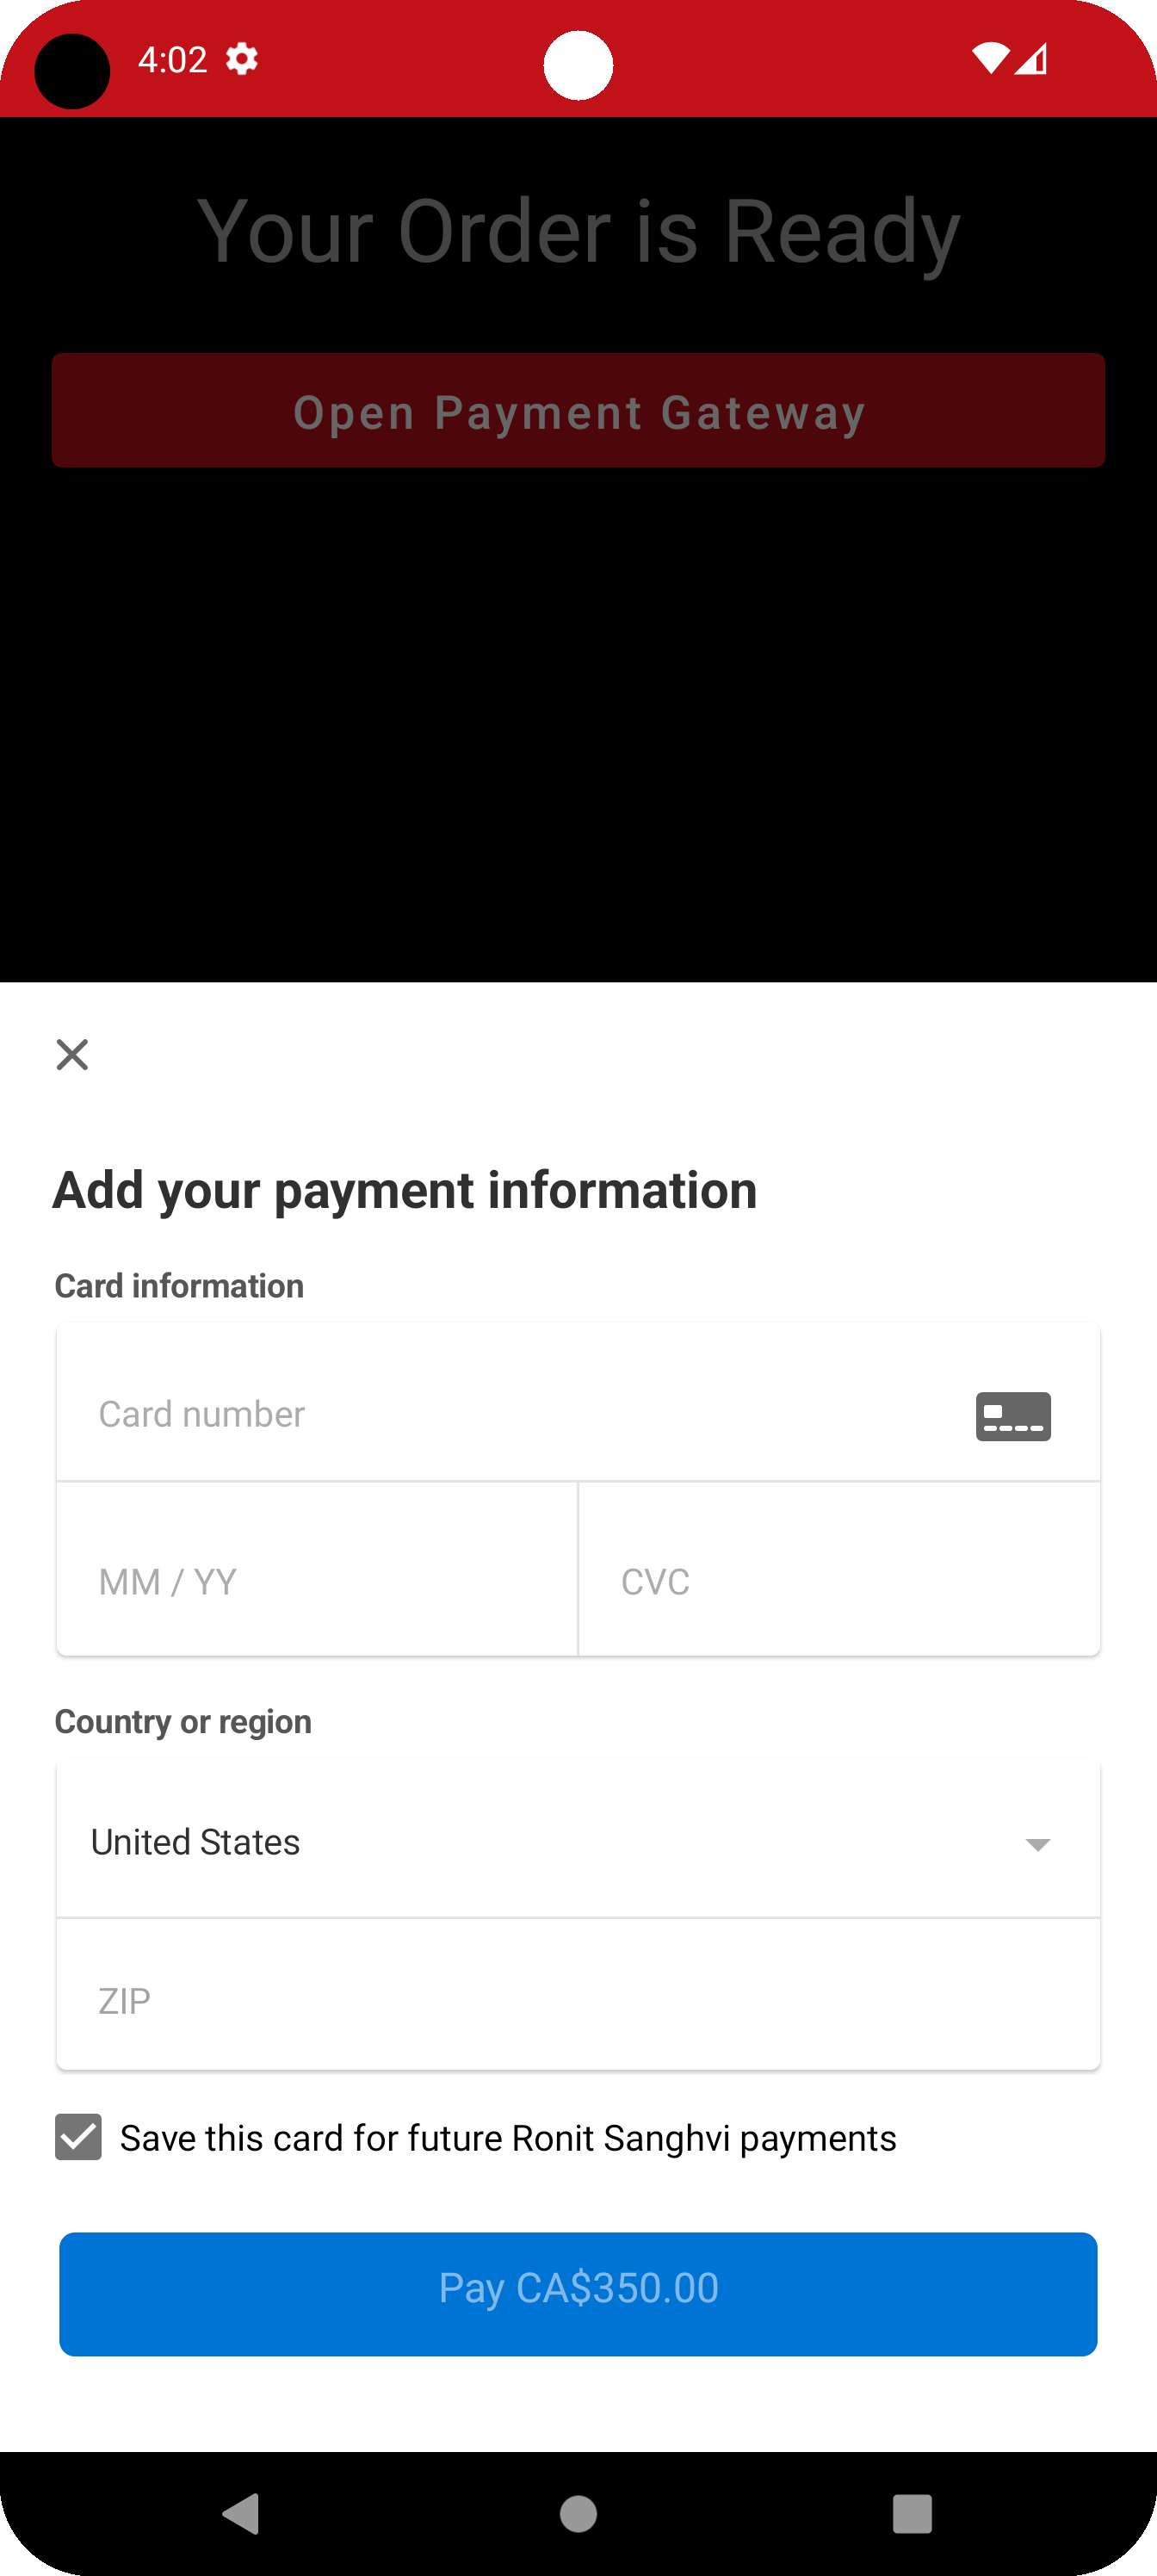 4:02
Your Order is Ready
Open Payment Gateway
Add your payment information
Card information
Card number
MM / YY
CVC
Country or region
United States
ZIP
Save this card for future Ronit Sanghvi payments
Pay CA$350.00